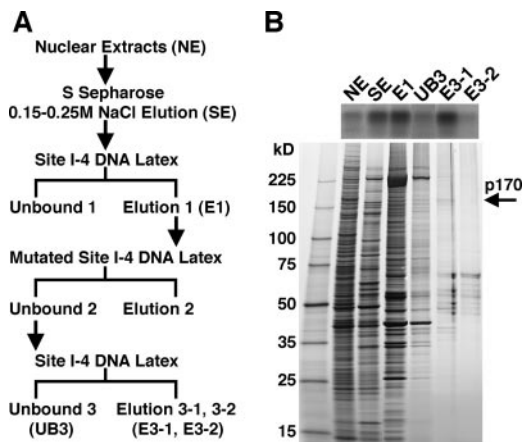 A
Nuclear Extracts (NE)
S Sepharose
0.15-0.25M NaCl Elution (SE)
Site I-4 DNA Latex
Unbound 1 Elution 1 (E1)
Mutated Site I-4 DNA Latex
Unbound 2 Elution 2
Site I-4 DNA Latex
Unbound 3 Elution 3-1, 3-2
(UB3) (E3-1, E3-2)
B
NE SE E1 UB3 E3-1 E3-2
kD
225
150
100
75
50
35
25
15
p170